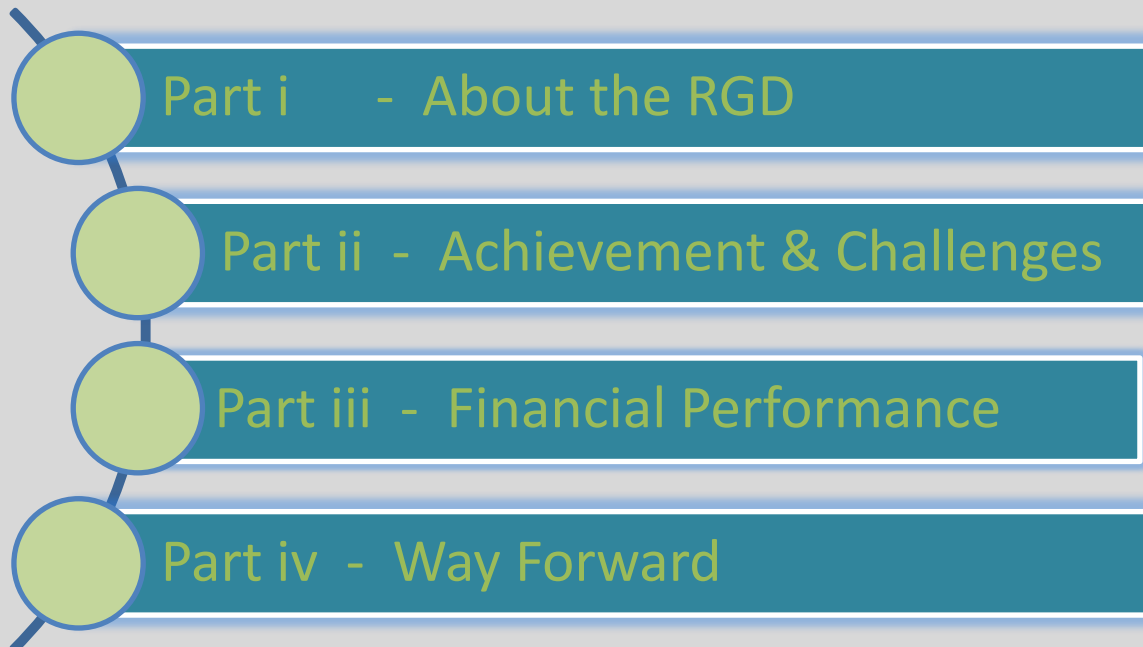 Part i - About the RGD
Part ii - Achievement & Challenges
Part iii - Financial Performance
Part iv - Way Forward